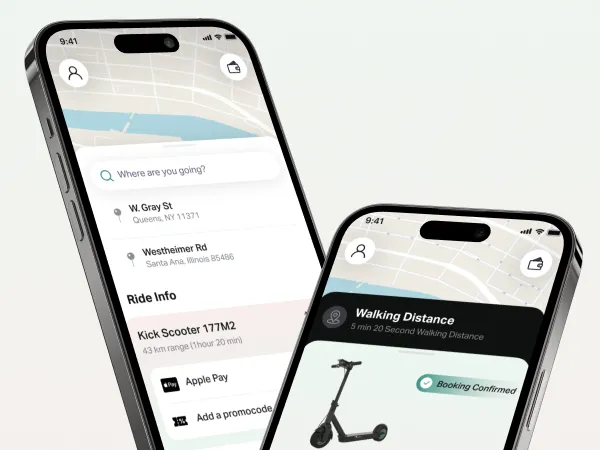 9:41
Where are you going?
W. Gray St
Queens, NY 11371
Westheimer Rd
Santa Ana, Illinois 85486
Ride Info
Kick Scooter 177M2
43 km range (1hour 20 min)
Pay
Apple Pay
Add a promocode
9:41
Walking Distance
5 min 20 Second Walking Distance
Booking Confirmed